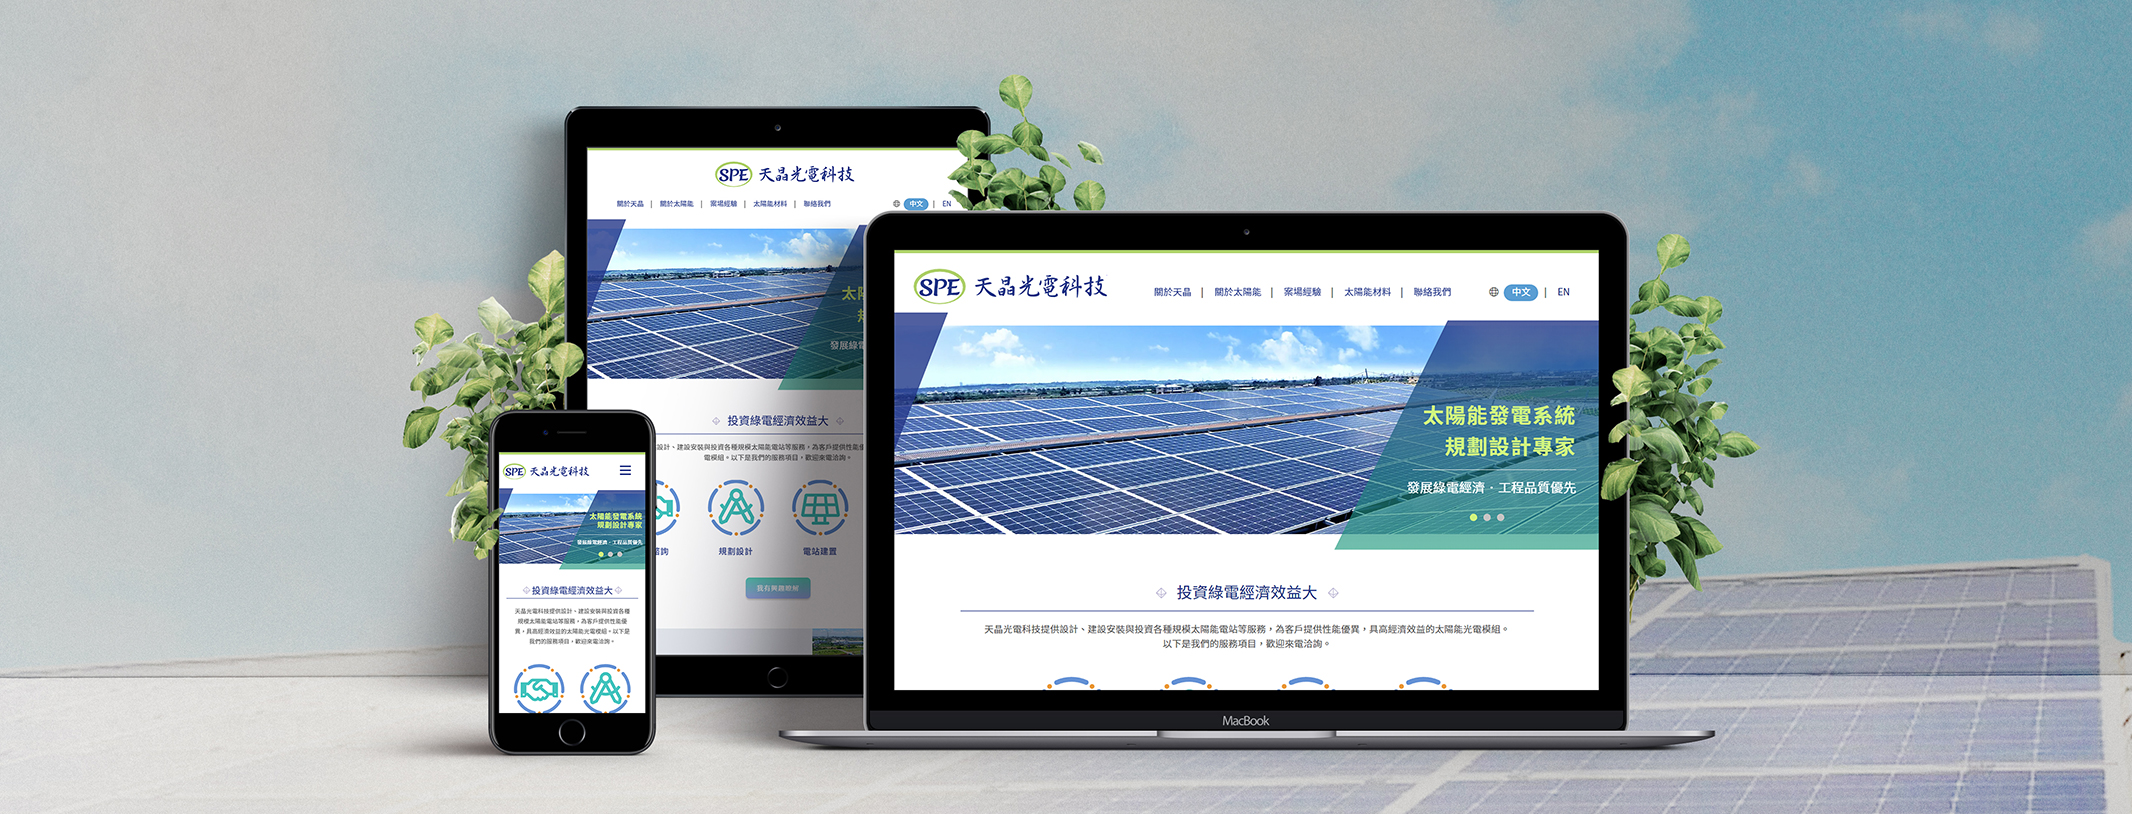 SPE 天晶光電科技
關於天晶 | 關於太陽能 | 案場經驗 | 太陽能材料 | 聯絡我們
中文 | EN
太陽
規
發展綠電
投資綠電經濟效益大
設計、建設安裝與投資各種規模太陽能電站等服務,為客戶提供性能優
電模組。以下是我們的服務項目,歡迎來電洽詢。
諮詢
規劃設計
電站建置
我有興趣瞭解
SPE 天晶光電科技
太陽能發電系統
規劃設計專家
發展綠電經濟．工程品質優先
投資綠電經濟效益大
天晶光電科技提供設計、建設安裝與投資各種
規模太陽能電站等服務,為客戶提供性能優
異,具高經濟效益的太陽能光電模組。以下是
我們的服務項目,歡迎來電洽詢。
SPE 天晶光電科技
關於天晶 | 關於太陽能 | 案場經驗 | 太陽能材料 | 聯絡我們
中文 | EN
太陽能發電系統
規劃設計專家
發展綠電經濟．工程品質優先
投資綠電經濟效益大
天晶光電科技提供設計、建設安裝與投資各種規模太陽能電站等服務,為客戶提供性能優異,具高經濟效益的太陽能光電模組。
以下是我們的服務項目,歡迎來電洽詢。
MacBook